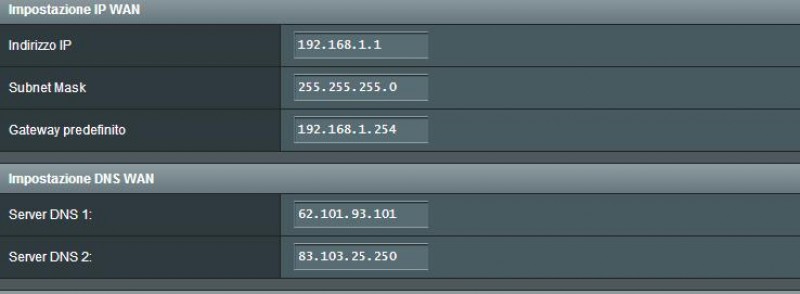 Impostazione IP WAN
Indirizzo IP 192.168.1.1
Subnet Mask 255.255.255.0
Gateway predefinito 192.168.1.254
Impostazione DNS WAN
Server DNS 1: 62.101.93.101
Server DNS 2: 83.103.25.250